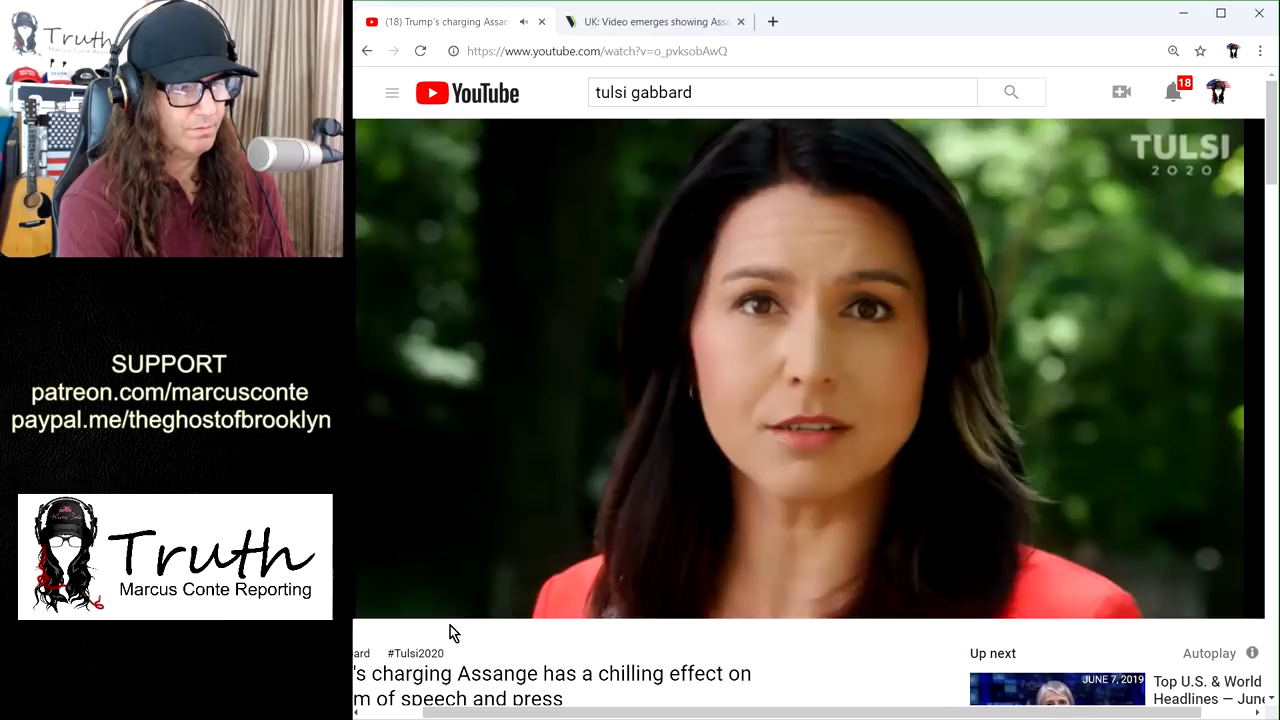 Truth
Marcus Conte Reporting
SUPPORT
patreon.com/marcusconte
paypal.me/theghostofbrooklyn
Truth
Marcus Conte Reporting
(18) Trump's charging Assan
UK: Video emerges showing Assa
https://www.youtube.com/watch?v=o_pvksobAwQ
YouTube
tulsi gabbard
18
TULSI
2020
ard #Tulsi2020
's charging Assange has a chilling effect on
m of speech and press
Up next
Autoplay
JUNE 7, 2019
Top U.S. & World
Headlines — June